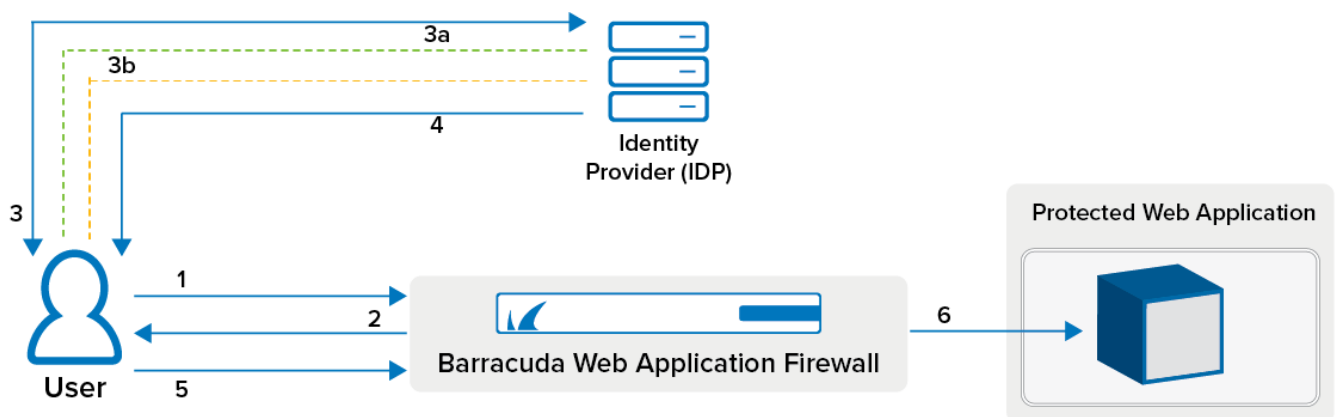 3a
3b
4
Identity
Provider (IDP)
3
Protected Web Application
1
2
6
Barracuda Web Application Firewall
User
5